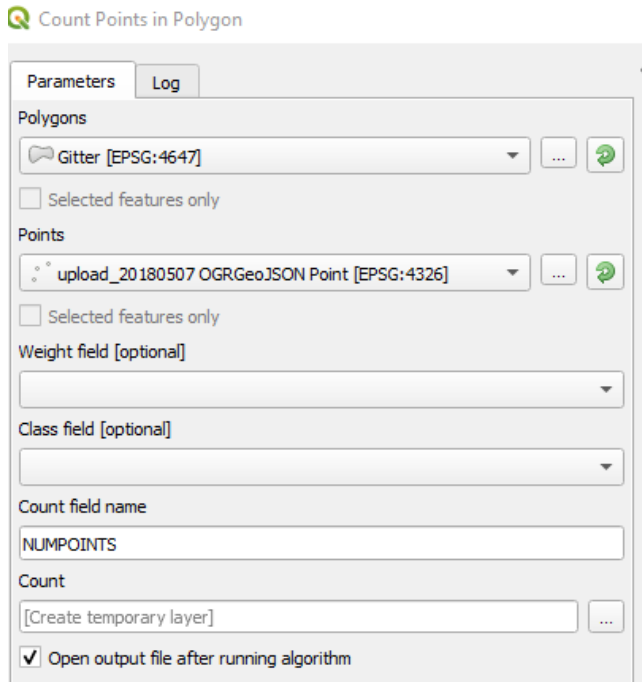 Count Points in Polygon
Parameters Log
Polygons
Gitter [EPSG:4647]
...
Selected features only
Points
upload_20180507 OGRGeoJSON Point [EPSG:4326]
...
Selected features only
Weight field [optional]
Class field [optional]
Count field name
NUMPOINTS
Count
[Create temporary layer]
...
Open output file after running algorithm